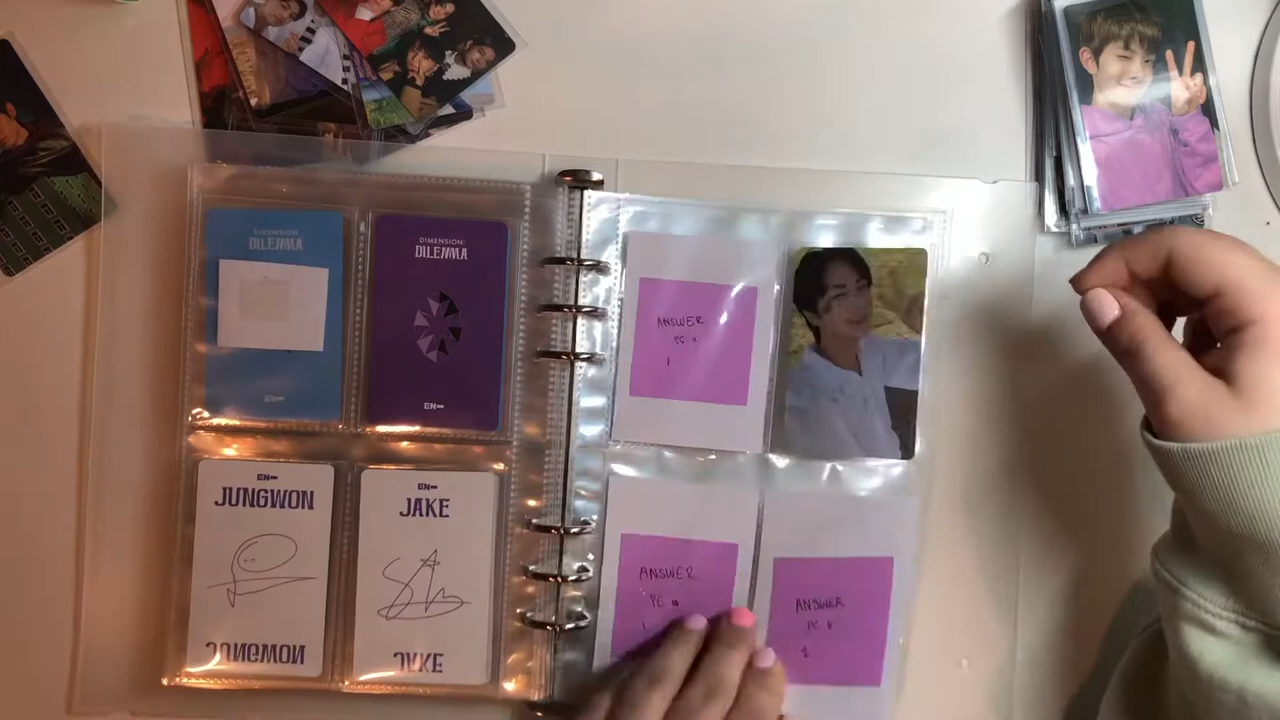 DIMENSION:
DILEMMA
EN-
DIMENSION:
DILEMMA
EN-
EN-
JUNGWON
JUNGWON
EN-
JAKE
JAKE
ANSWER
PC
1
ANSWER
PC
ANSWER
PC